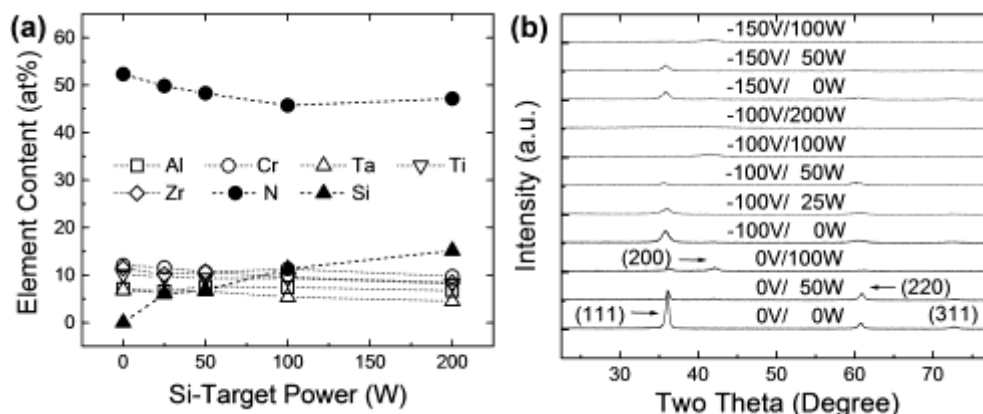 (a)
60
50
40
30
20
10
0
Element Content (at%)
Al Cr Ta Ti
Zr N Si
0 50 100 150 200
Si-Target Power (W)
(b)
Intensity (a.u.)
-150V/100W
-150V/ 50W
-150V/ 0W
-100V/200W
-100V/100W
-100V/ 50W
-100V/ 25W
-100V/ 0W
(200) 0V/100W
0V/ 50W (220)
(111) 0V/ 0W (311)
30 40 50 60 70
Two Theta (Degree)